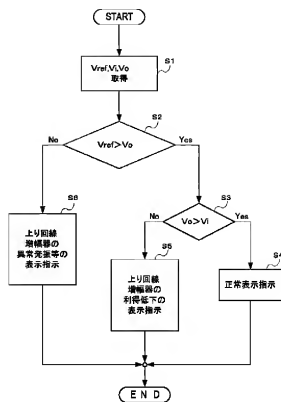 START
S1
Vref,Vi,Vo
取得
S2
Vref>Vo
No
Yes
S3
Vo>Vi
No
Yes
S6
上り回線
増幅器の
異常発振等の
表示指示
S5
上り回線
増幅器の
利得低下の
表示指示
S4
正常表示指示
END